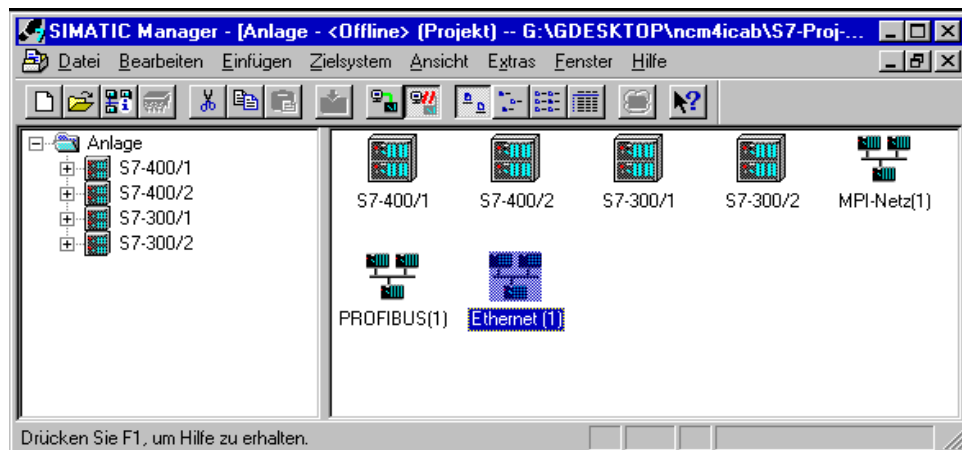 SIMATIC Manager - [Anlage - <Offline> (Projekt) -- G:\GDESKTOP\ncm4icab\S7-Proj-...
Datei Bearbeiten Einfügen Zielsystem Ansicht Extras Fenster Hilfe
Anlage
S7-400/1
S7-400/2
S7-300/1
S7-300/2
S7-400/1 S7-400/2 S7-300/1 S7-300/2 MPI-Netz(1)
PROFIBUS(1) Ethernet (1)
Drücken Sie F1, um Hilfe zu erhalten.